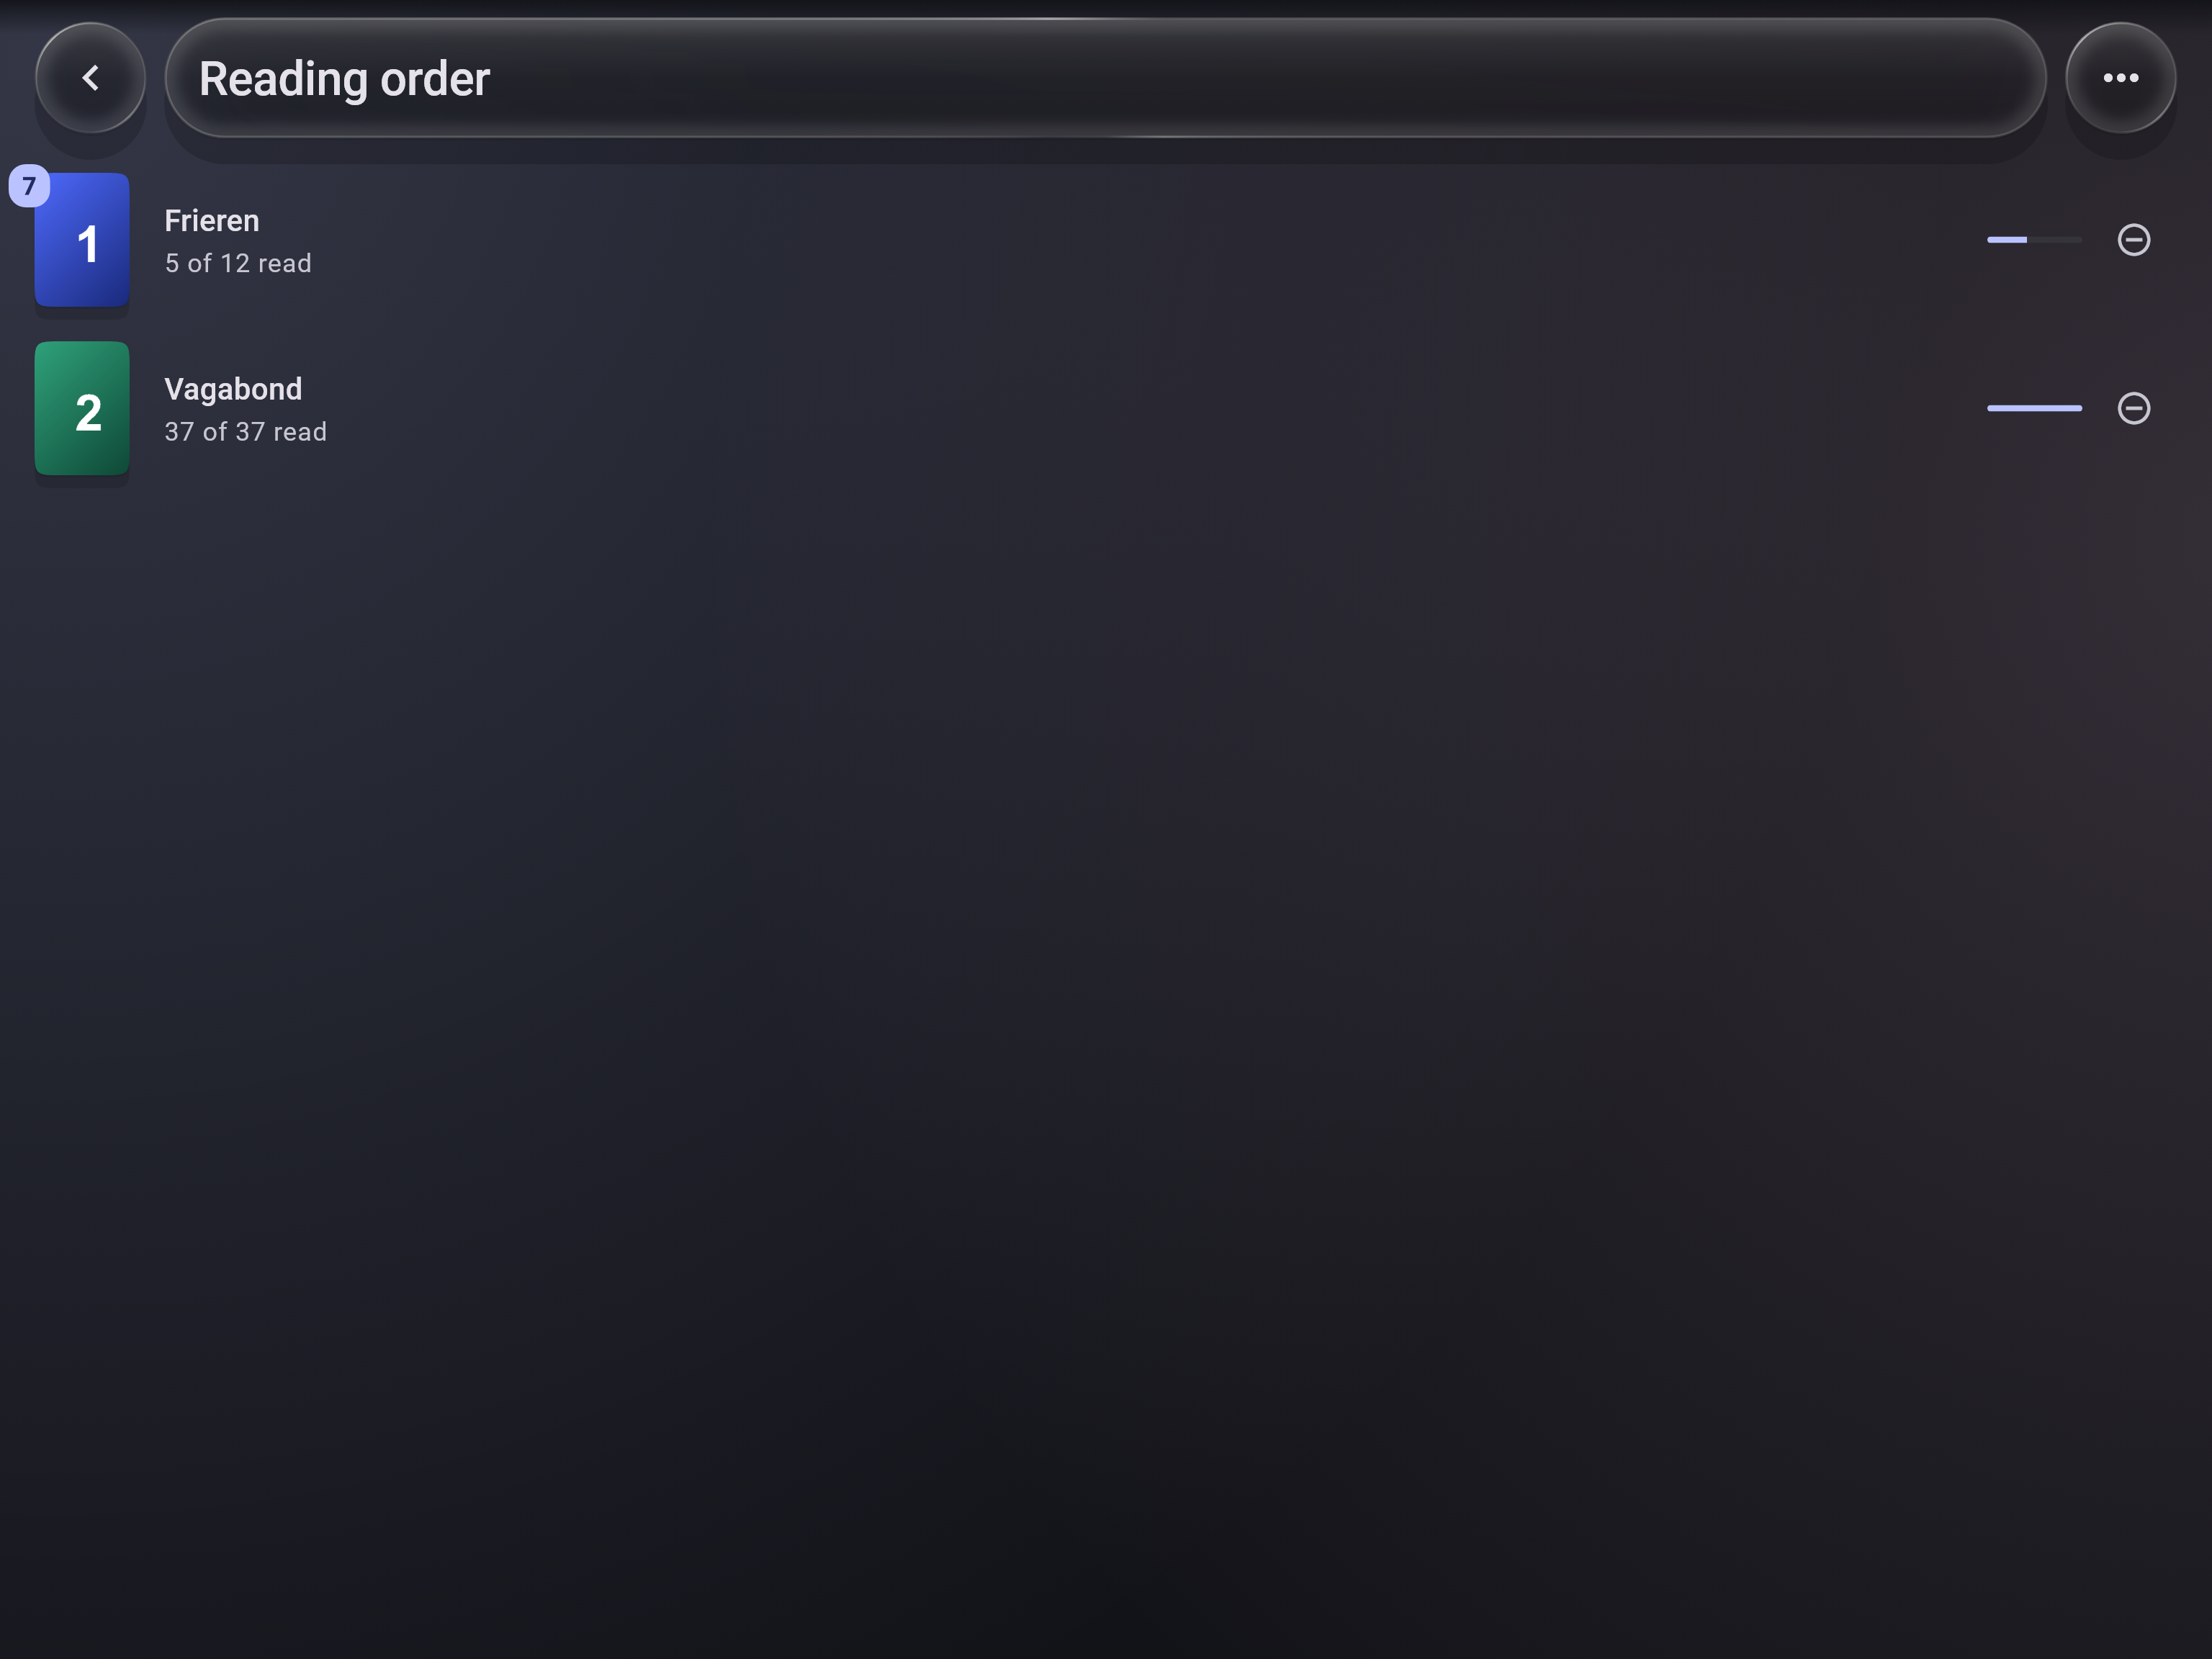 Reading order
7
1
Frieren
5 of 12 read
2
Vagabond
37 of 37 read